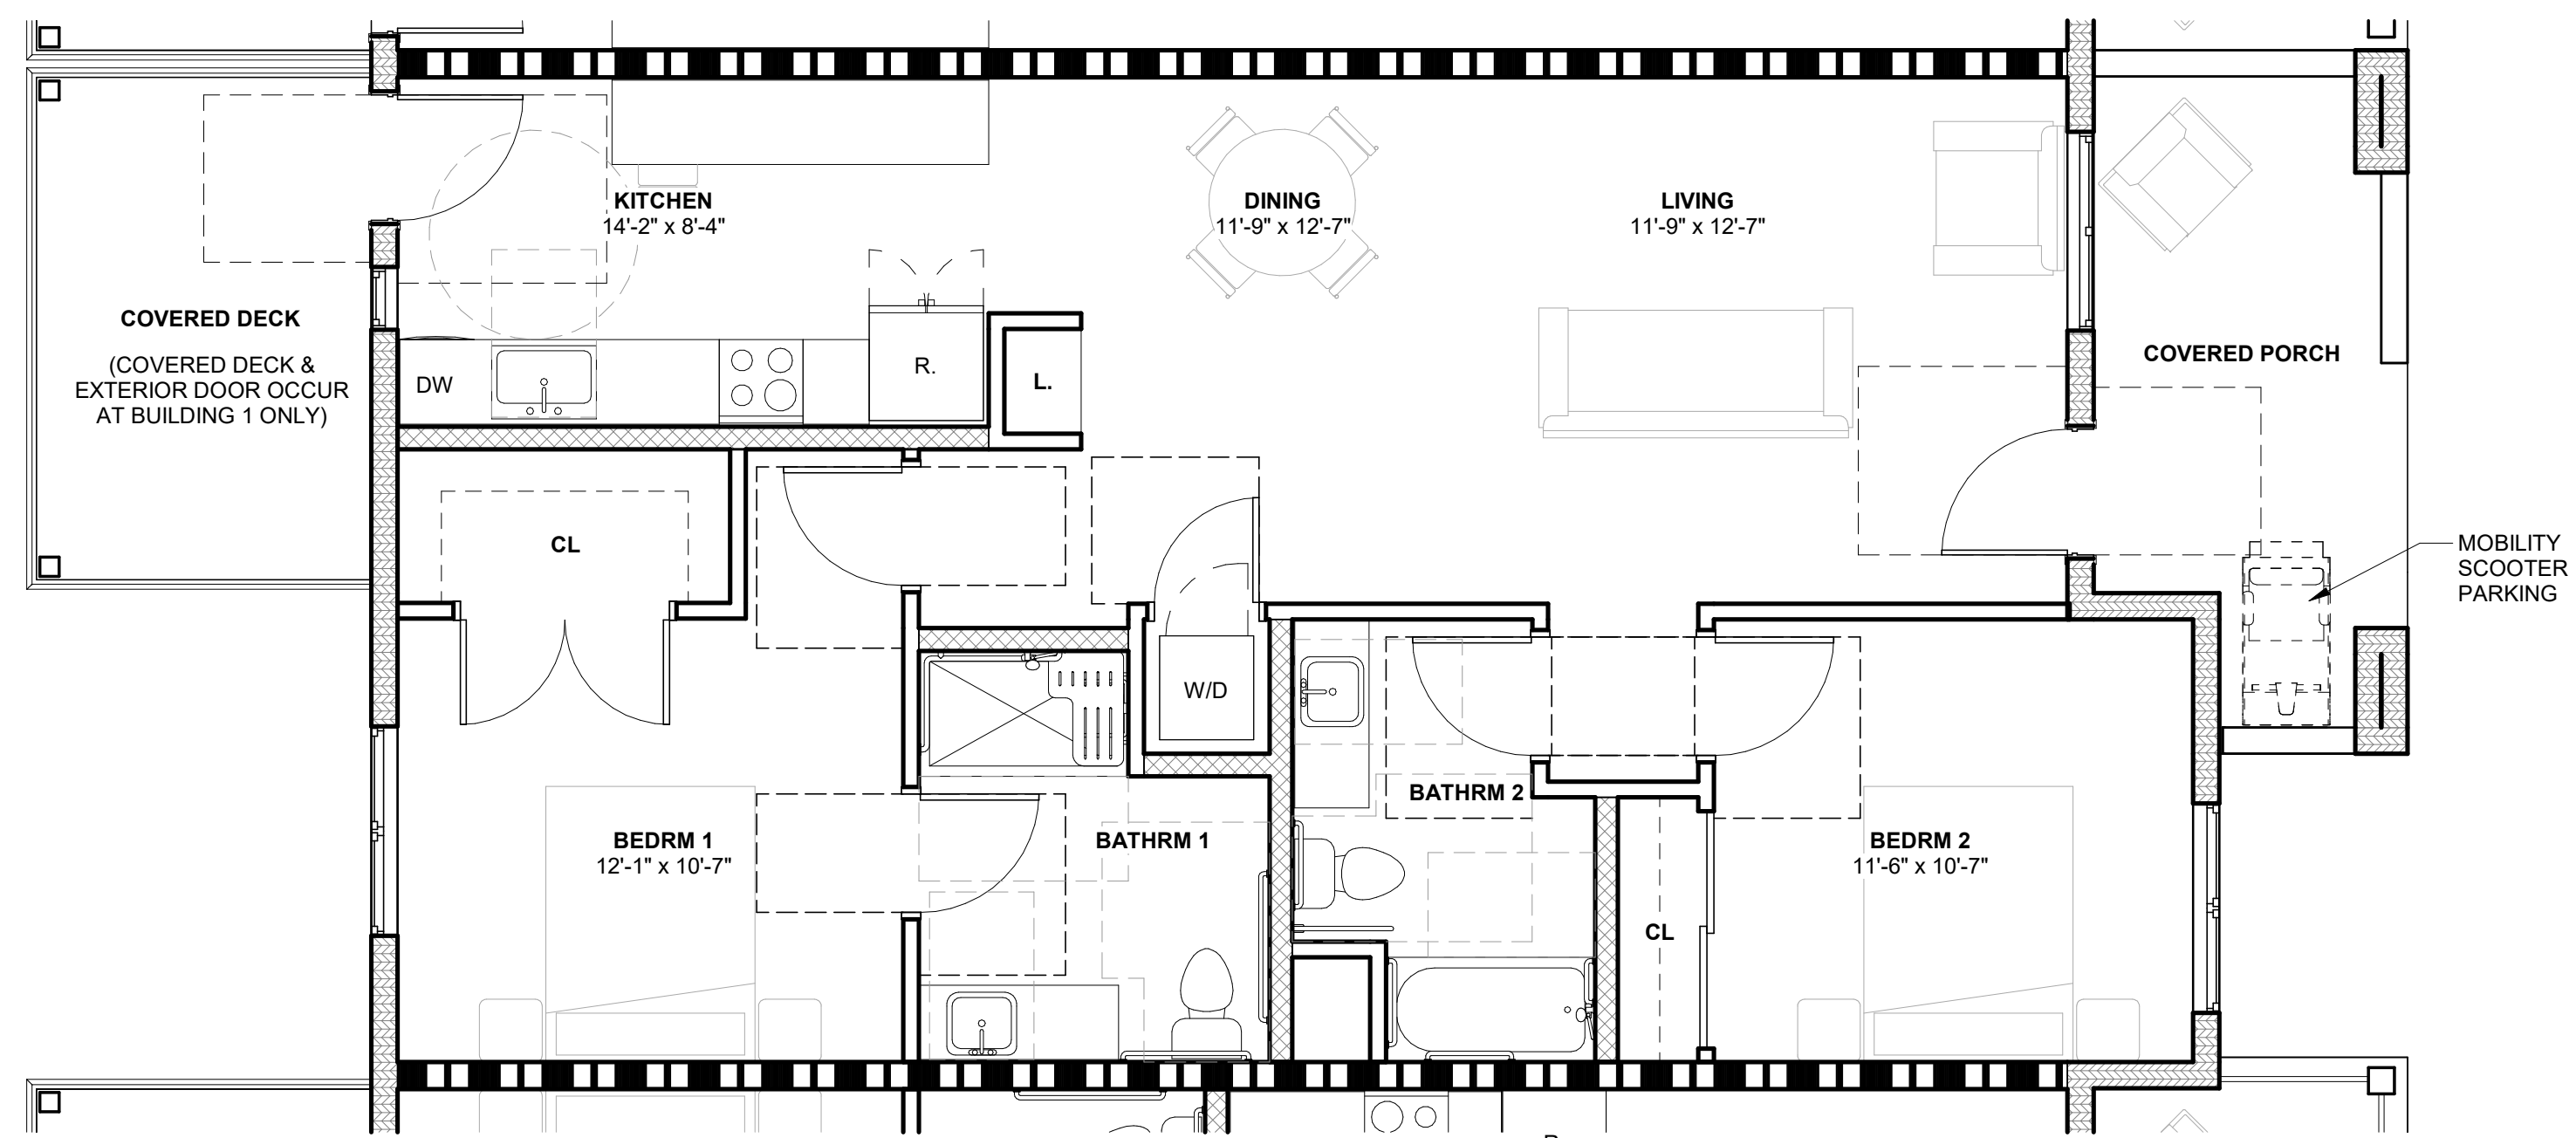 KITCHEN
14'-2" x 8'-4"
DINING
11'-9" x 12'-7"
LIVING
11'-9" x 12'-7"
COVERED DECK
(COVERED DECK &
EXTERIOR DOOR OCCUR
AT BUILDING 1 ONLY)
COVERED PORCH
DW
R.
L.
CL
MOBILITY
SCOOTER
PARKING
W/D
BATHRM 2
BEDRM 1
12'-1" x 10'-7"
BATHRM 1
BEDRM 2
11'-6" x 10'-7"
CL